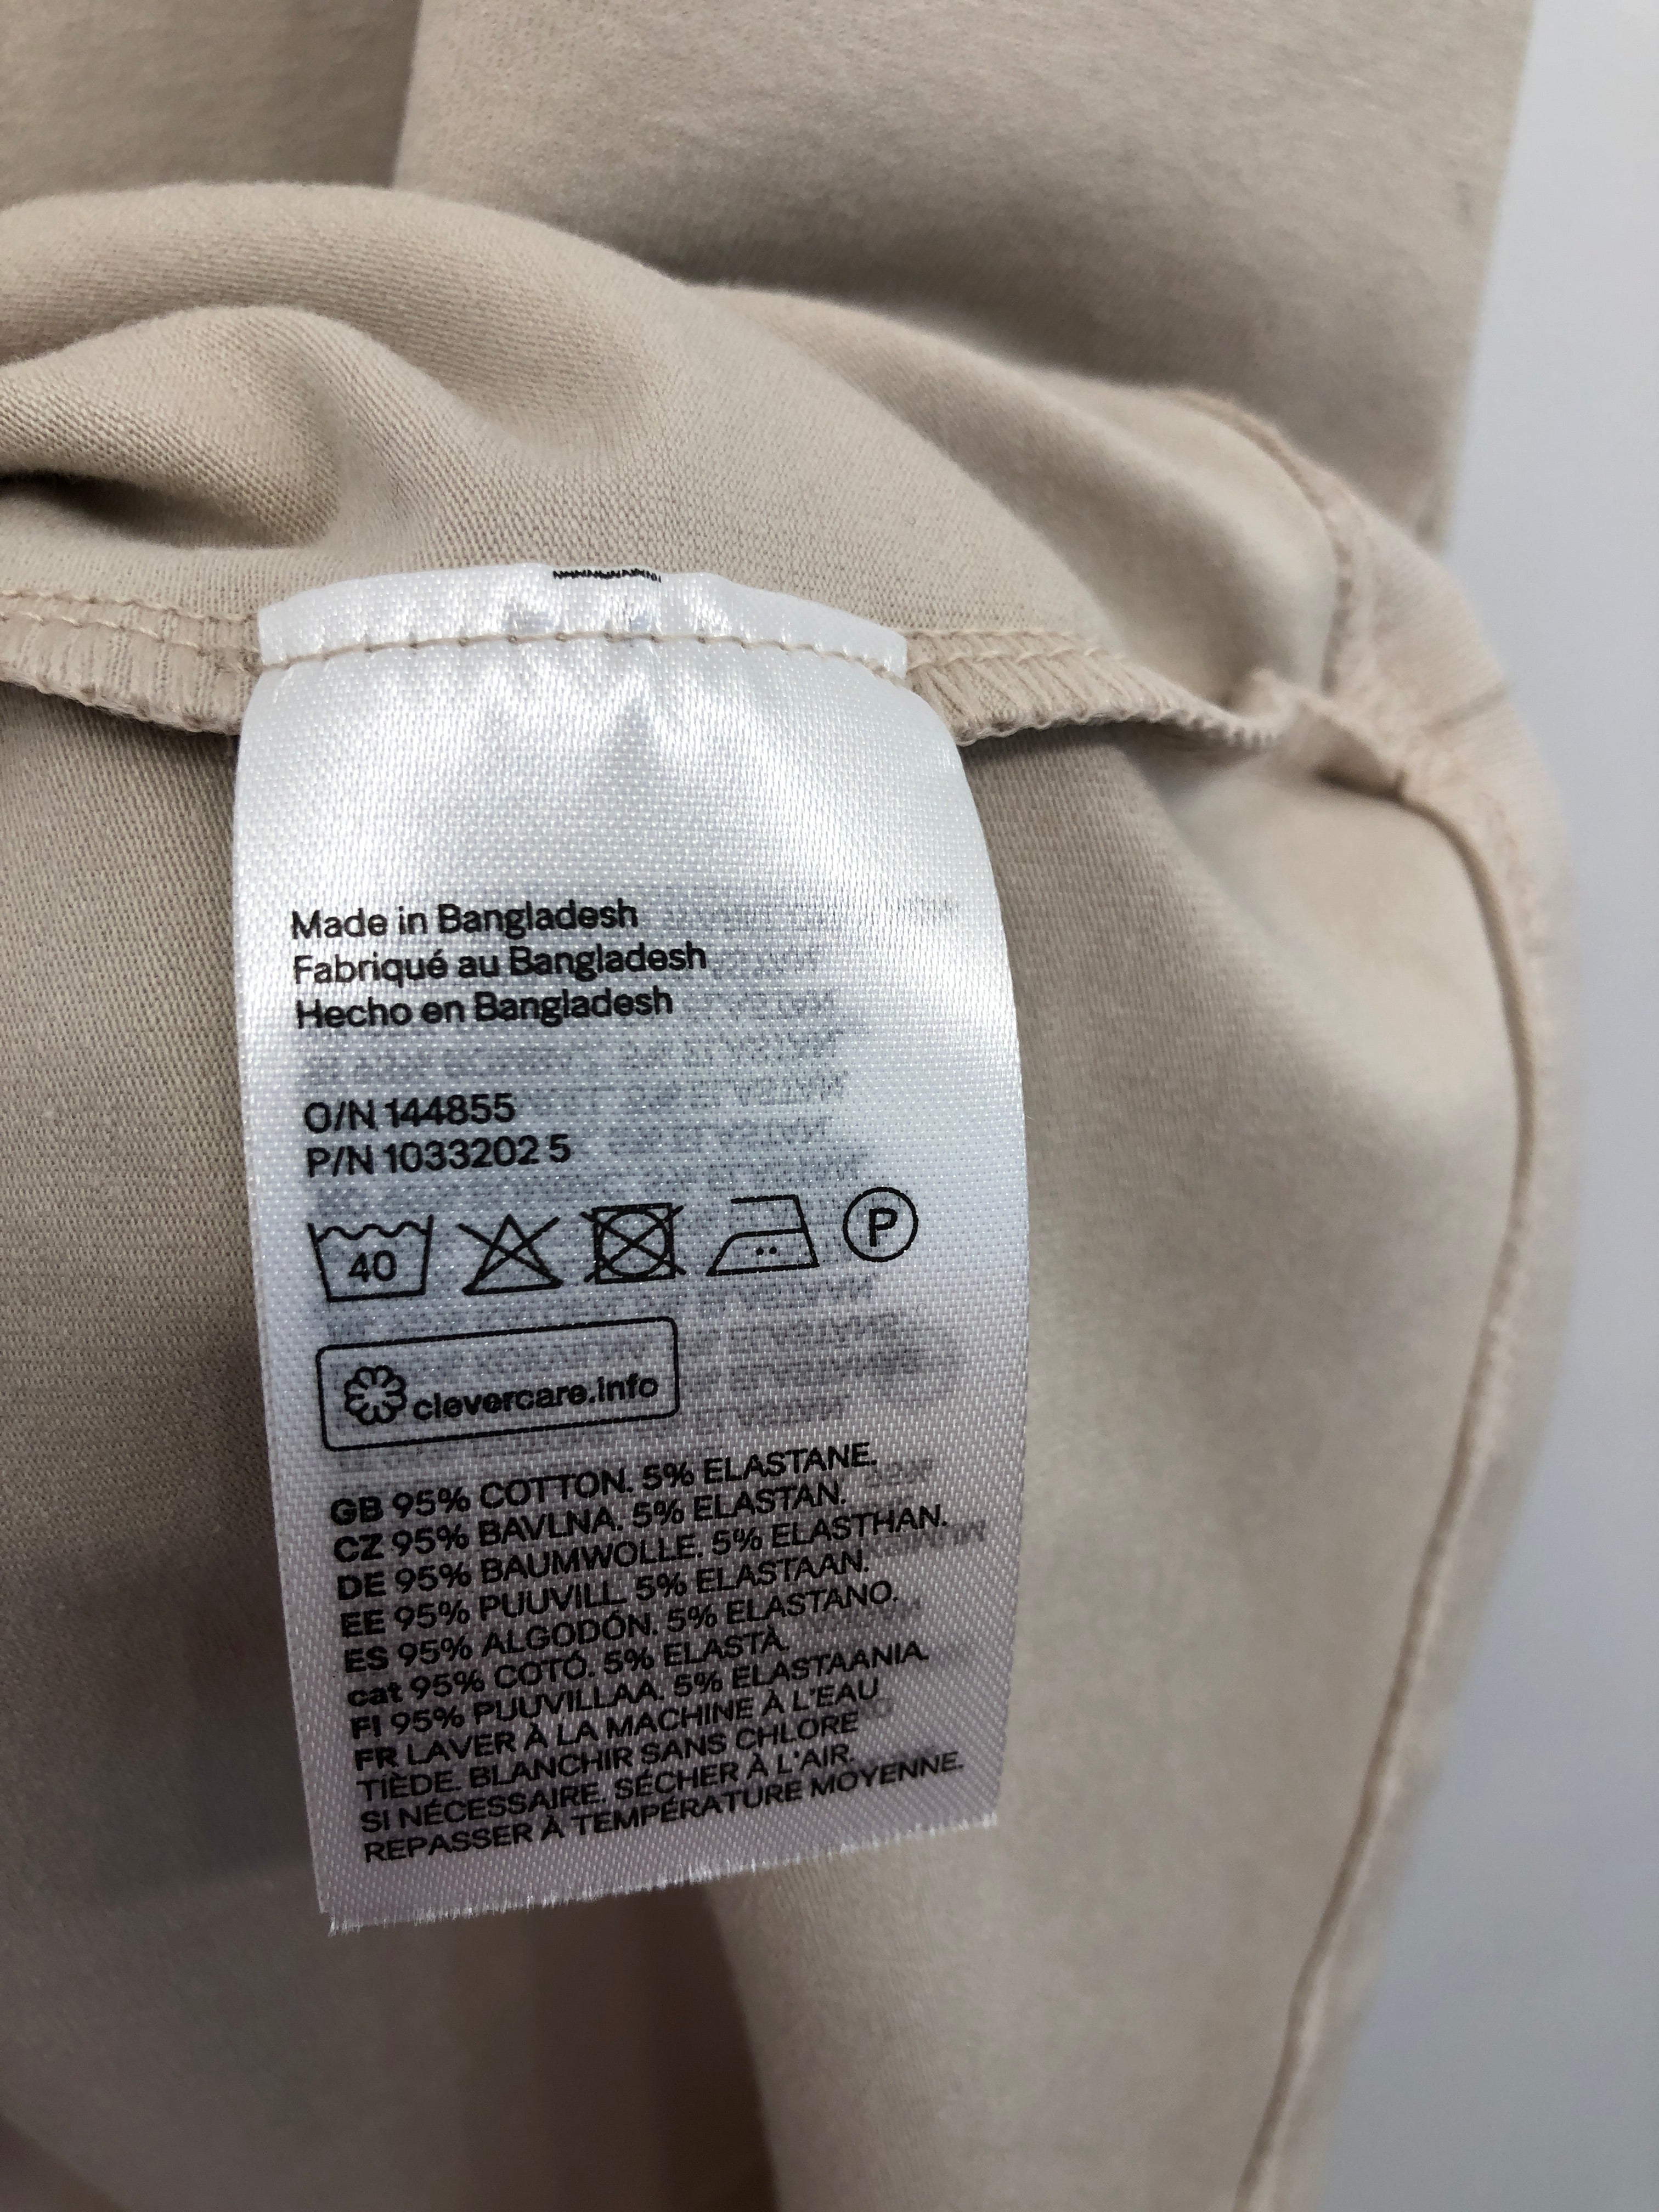 Made in Bangladesh
Fabriqué au Bangladesh
Hecho en Bangladesh
O/N 144855
P/N 1033202 5
40 P
clevercare.info
GB 95% COTTON. 5% ELASTANE.
CZ 95% BAVLNA. 5% ELASTAN.
DE 95% BAUMWOLLE. 5% ELASTHAN.
EE 95% PUUVILL. 5% ELASTAAN.
ES 95% ALGODÓN. 5% ELASTANO.
cat 95% COTÓ. 5% ELASTÀ.
FI 95% PUUVILLAA. 5% ELASTAANIA.
FR LAVER À LA MACHINE À L'EAU
TIÈDE. BLANCHIR SANS CHLORE
SI NÉCESSAIRE. SÉCHER À L'AIR.
REPASSER À TEMPÉRATURE MOYENNE.